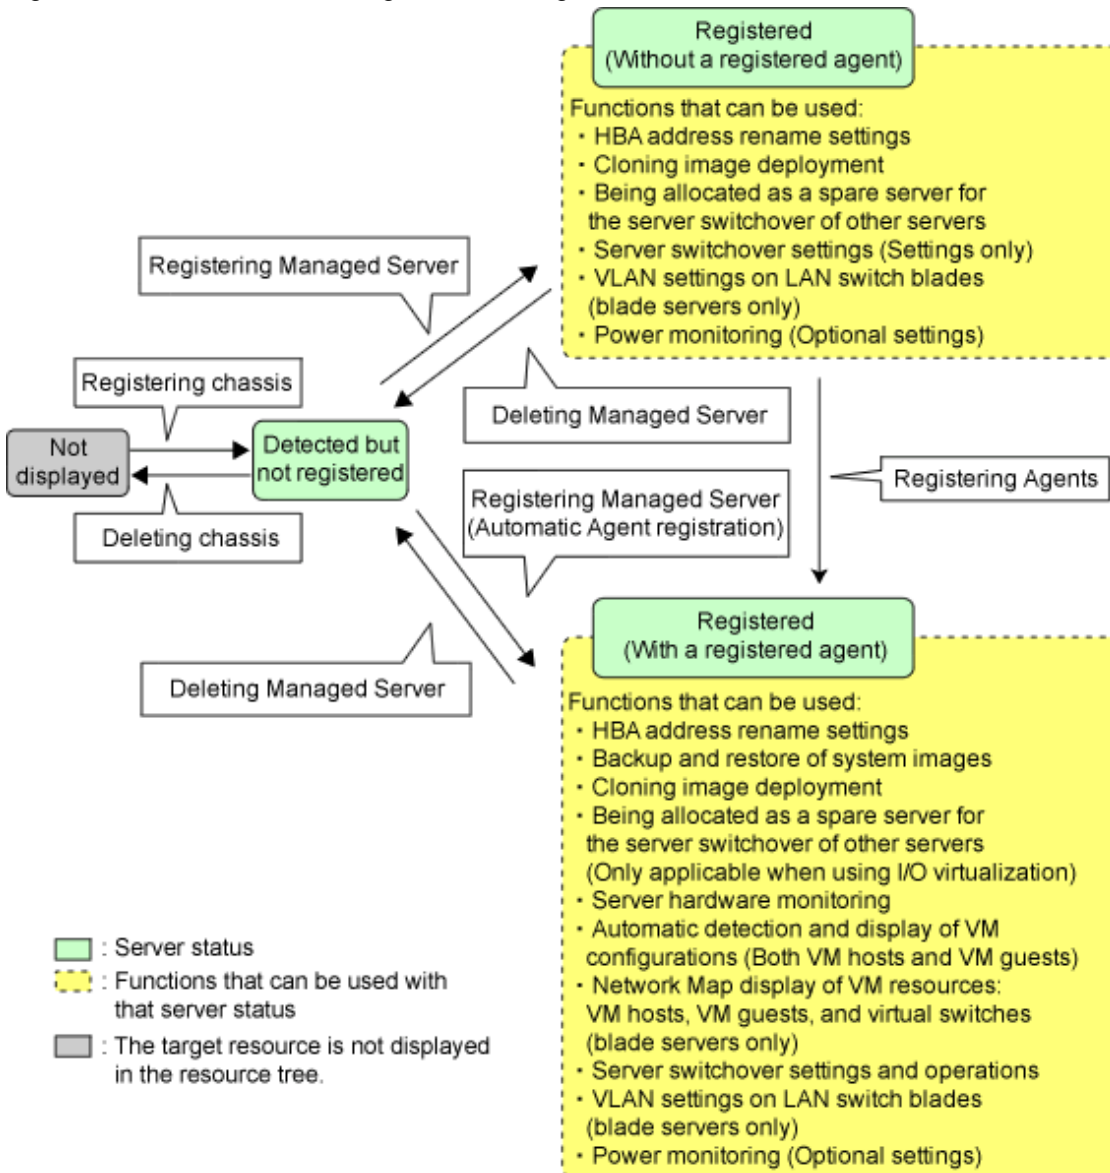 Registered
(Without a registered agent)
Functions that can be used:
・HBA address rename settings
・Cloning image deployment
・Being allocated as a spare server for
the server switchover of other servers
・Server switchover settings (Settings only)
・VLAN settings on LAN switch blades
(blade servers only)
・Power monitoring (Optional settings)
Registering Managed Server
Registering chassis
Deleting Managed Server
Not
displayed
Detected but
not registered
Registering Agents
Registering Managed Server
(Automatic Agent registration)
Deleting chassis
Deleting Managed Server
Registered
(With a registered agent)
Functions that can be used:
・HBA address rename settings
・Backup and restore of system images
・Cloning image deployment
・Being allocated as a spare server for
the server switchover of other servers
(Only applicable when using I/O virtualization)
・Server hardware monitoring
・Automatic detection and display of VM
configurations (Both VM hosts and VM guests)
・Network Map display of VM resources:
VM hosts, VM guests, and virtual switches
(blade servers only)
・Server switchover settings and operations
・VLAN settings on LAN switch blades
(blade servers only)
・Power monitoring (Optional settings)
: Server status
: Functions that can be used with
that server status
: The target resource is not displayed
in the resource tree.